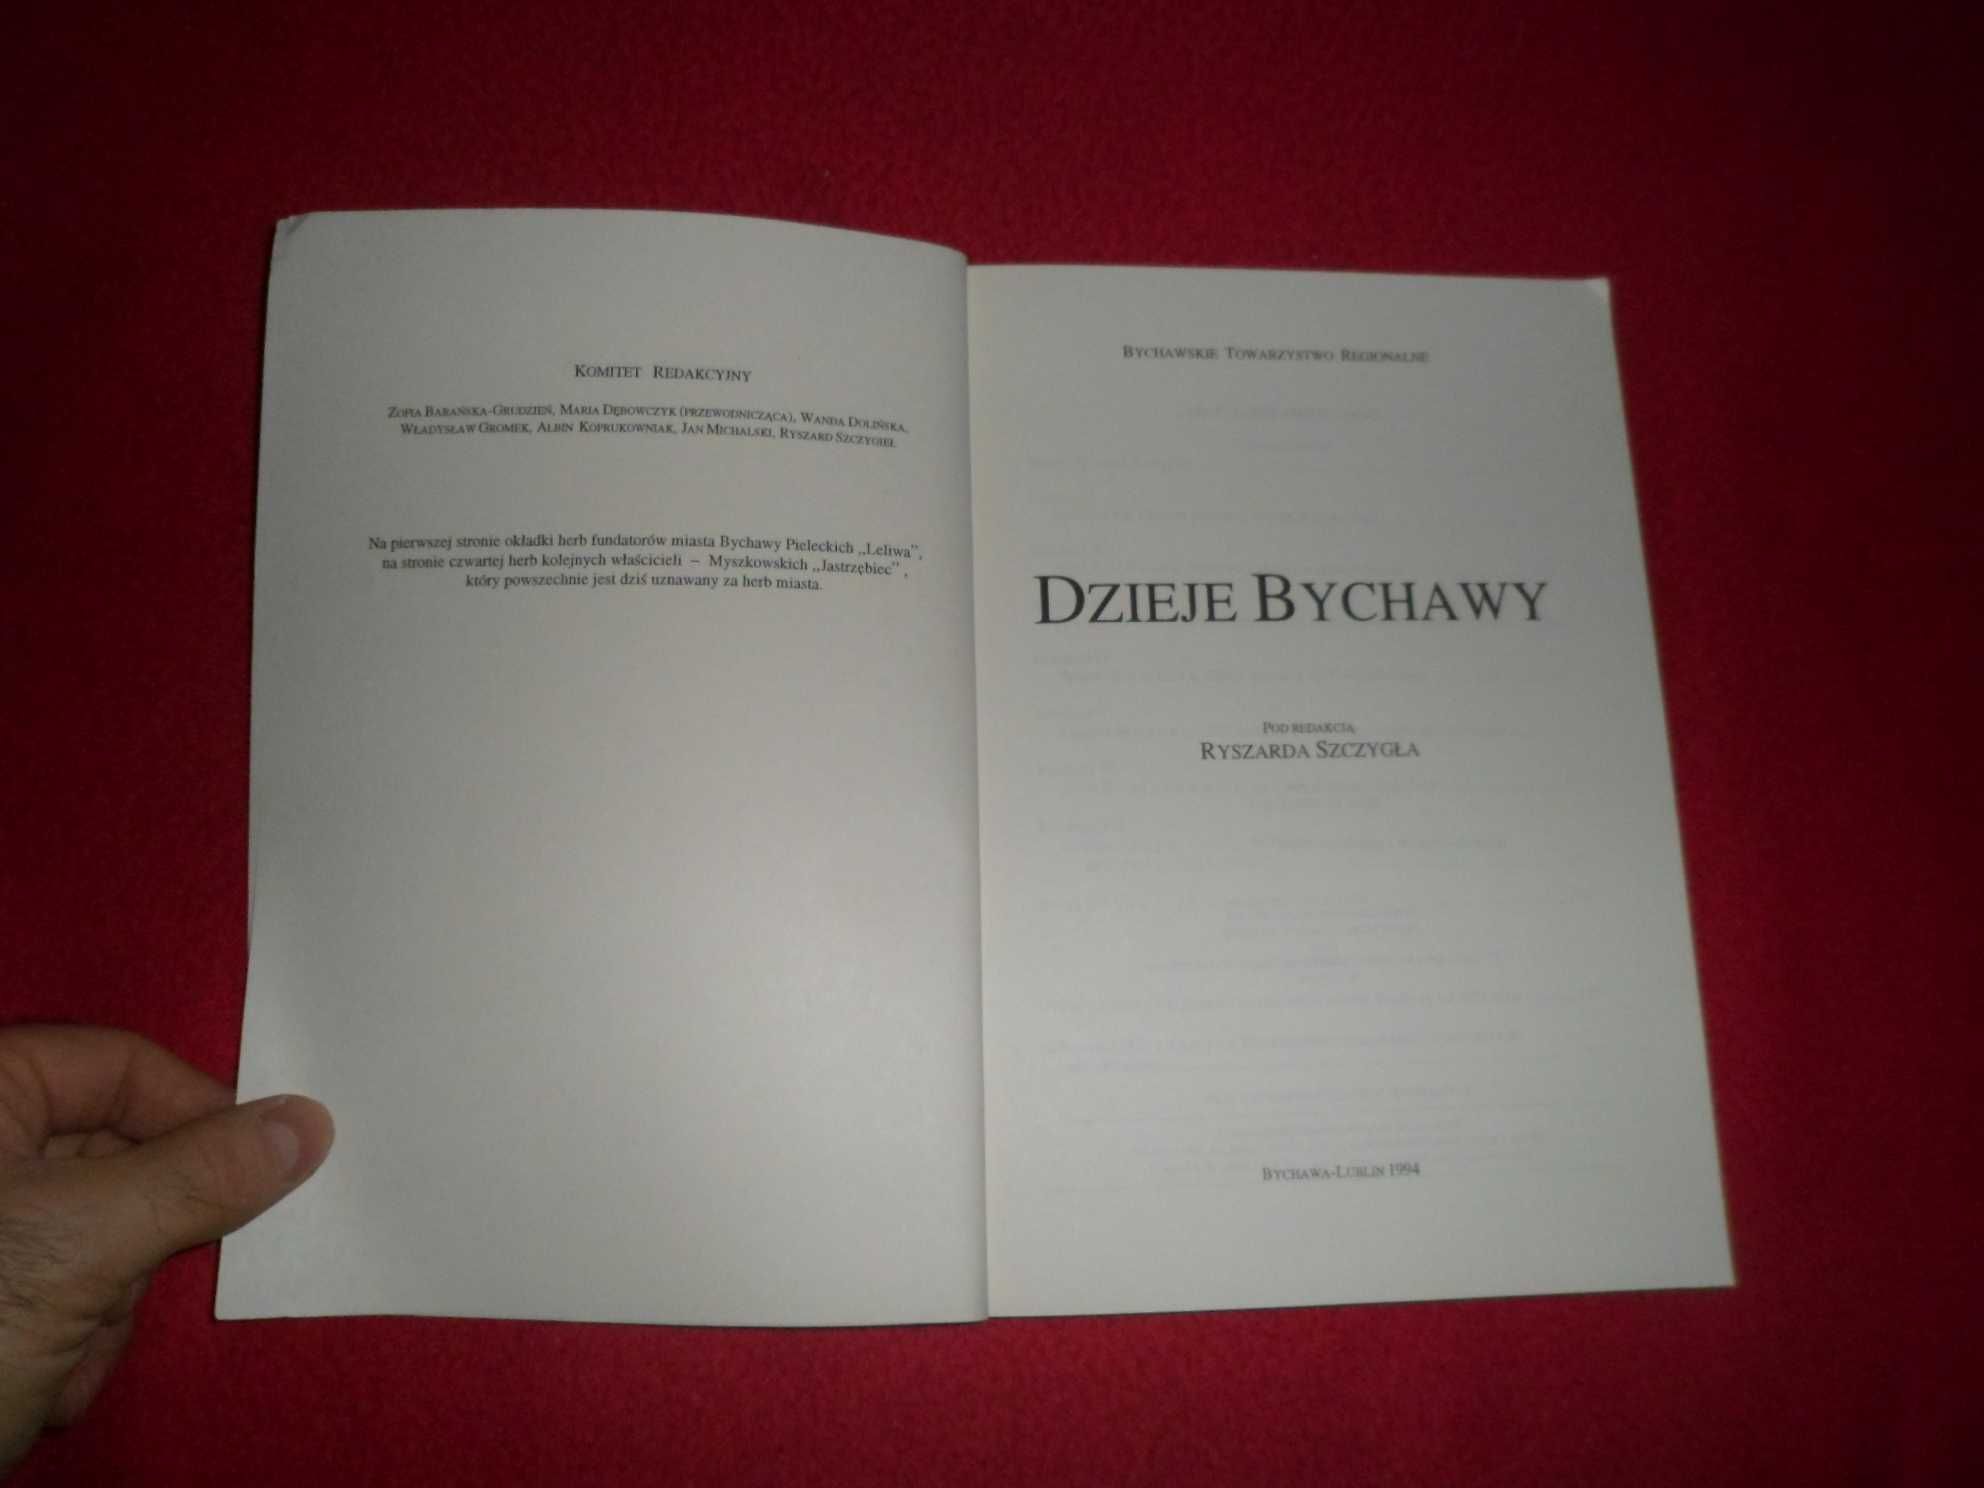 KOMITET REDAKCYJNY
ZOFIA BARAŃSKA-GRUDZIEŃ, MARIA DĘBOWCZYK (PRZEWODNICZĄCA), WANDA DOLIŃSKA,
WŁADYSŁAW GROMEK, ALBIN KOPRUKOWNIAK, JAN MICHALSKI, RYSZARD SZCZYGIEŁ
Na pierwszej stronie okładki herb fundatorów miasta Bychawy Pileckich „Leliwa”,
na stronie czwartej herb kolejnych właścicieli – Myszkowskich „Jastrzębiec” ,
który powszechnie jest dziś uznawany za herb miasta.
BYCHAWSKIE TOWARZYSTWO REGIONALNE
DZIEJE BYCHAWY
POD REDAKCJĄ
RYSZARDA SZCZYGŁA
BYCHAWA-LUBLIN 1994